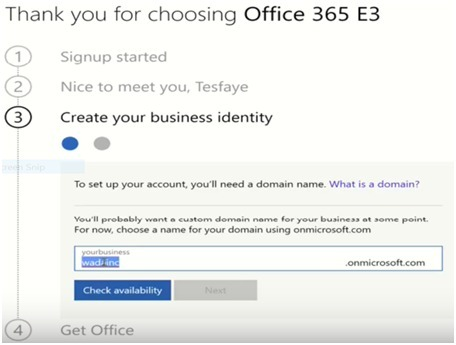 Thank you for choosing Office 365 E3
1 Signup started
2 Nice to meet you, Tesfaye
3 Create your business identity
To set up your account, you'll need a domain name. What is a domain?
You'll probably want a custom domain name for your business at some point.
For now, choose a name for your domain using onmicrosoft.com
yourbusiness
.onmicrosoft.com
Check availability Next
4 Get Office